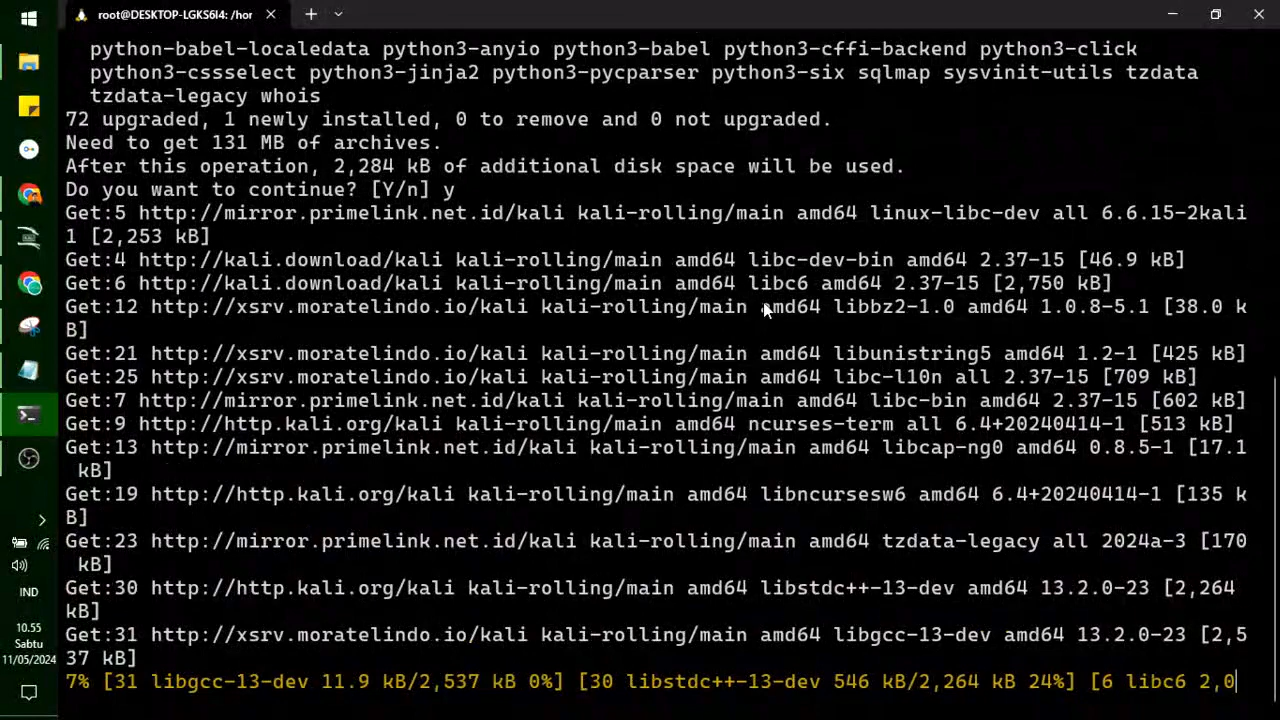 root@DESKTOP-LGKS6I4: /hor
python-babel-localedata python3-anyio python3-babel python3-cffi-backend python3-click
python3-cssselect python3-jinja2 python3-pycparser python3-six sqlmap sysvinit-utils tzdata
tzdata-legacy whois
72 upgraded, 1 newly installed, 0 to remove and 0 not upgraded.
Need to get 131 MB of archives.
After this operation, 2,284 kB of additional disk space will be used.
Do you want to continue? [Y/n] y
Get:5 http://mirror.primelink.net.id/kali kali-rolling/main amd64 linux-libc-dev all 6.6.15-2kali
1 [2,253 kB]
Get:4 http://kali.download/kali kali-rolling/main amd64 libc-dev-bin amd64 2.37-15 [46.9 kB]
Get:6 http://kali.download/kali kali-rolling/main amd64 libc6 amd64 2.37-15 [2,750 kB]
Get:12 http://xsrv.moratelindo.io/kali kali-rolling/main amd64 libbz2-1.0 amd64 1.0.8-5.1 [38.0 k
B]
Get:21 http://xsrv.moratelindo.io/kali kali-rolling/main amd64 libunistring5 amd64 1.2-1 [425 kB]
Get:25 http://xsrv.moratelindo.io/kali kali-rolling/main amd64 libc-l10n all 2.37-15 [709 kB]
Get:7 http://mirror.primelink.net.id/kali kali-rolling/main amd64 libc-bin amd64 2.37-15 [602 kB]
Get:9 http://http.kali.org/kali kali-rolling/main amd64 ncurses-term all 6.4+20240414-1 [513 kB]
Get:13 http://mirror.primelink.net.id/kali kali-rolling/main amd64 libcap-ng0 amd64 0.8.5-1 [17.1
kB]
Get:19 http://http.kali.org/kali kali-rolling/main amd64 libncursesw6 amd64 6.4+20240414-1 [135 k
B]
Get:23 http://mirror.primelink.net.id/kali kali-rolling/main amd64 tzdata-legacy all 2024a-3 [170
kB]
Get:30 http://http.kali.org/kali kali-rolling/main amd64 libstdc++-13-dev amd64 13.2.0-23 [2,264
kB]
Get:31 http://xsrv.moratelindo.io/kali kali-rolling/main amd64 libgcc-13-dev amd64 13.2.0-23 [2,5
37 kB]
7% [31 libgcc-13-dev 11.9 kB/2,537 kB 0%] [30 libstdc++-13-dev 546 kB/2,264 kB 24%] [6 libc6 2,0
IND
10.55
Sabtu
11/05/2024